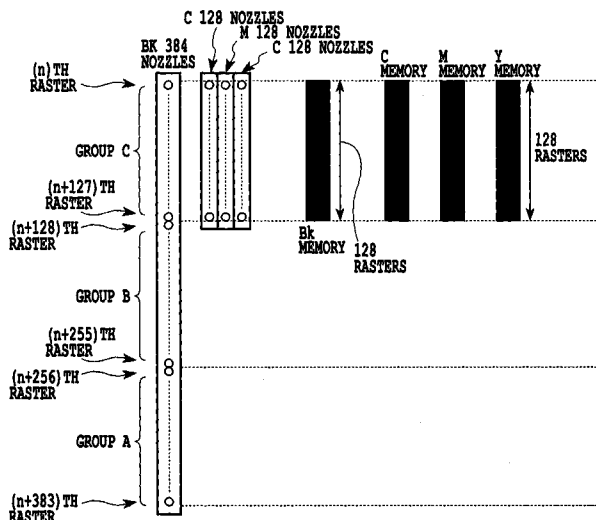 C 128 NOZZLES
M 128 NOZZLES
C 128 NOZZLES
BK 384
NOZZLES
(n)TH
RASTER
GROUP C
(n+127)TH
RASTER
(n+128)TH
RASTER
GROUP B
(n+255)TH
RASTER
(n+256)TH
RASTER
GROUP A
(n+383)TH
RASTER
C
MEMORY
M
MEMORY
Y
MEMORY
128
RASTERS
Bk
MEMORY
128
RASTERS